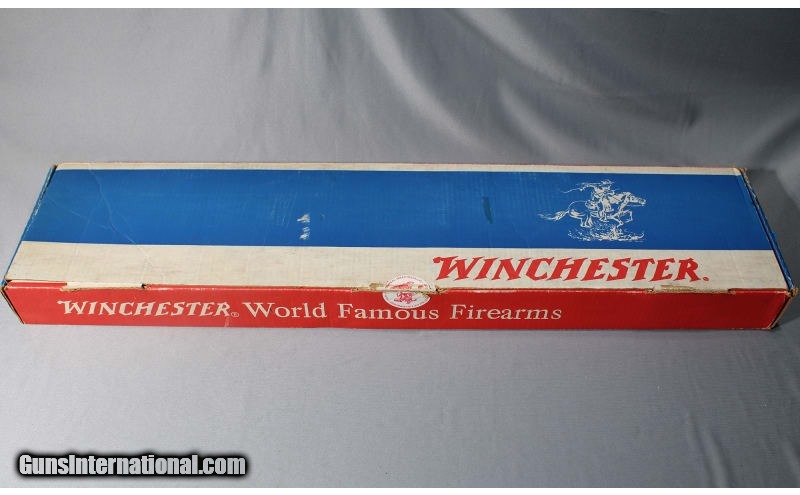 WINCHESTER®
WINCHESTER® World Famous Firearms
GunsInternational.com